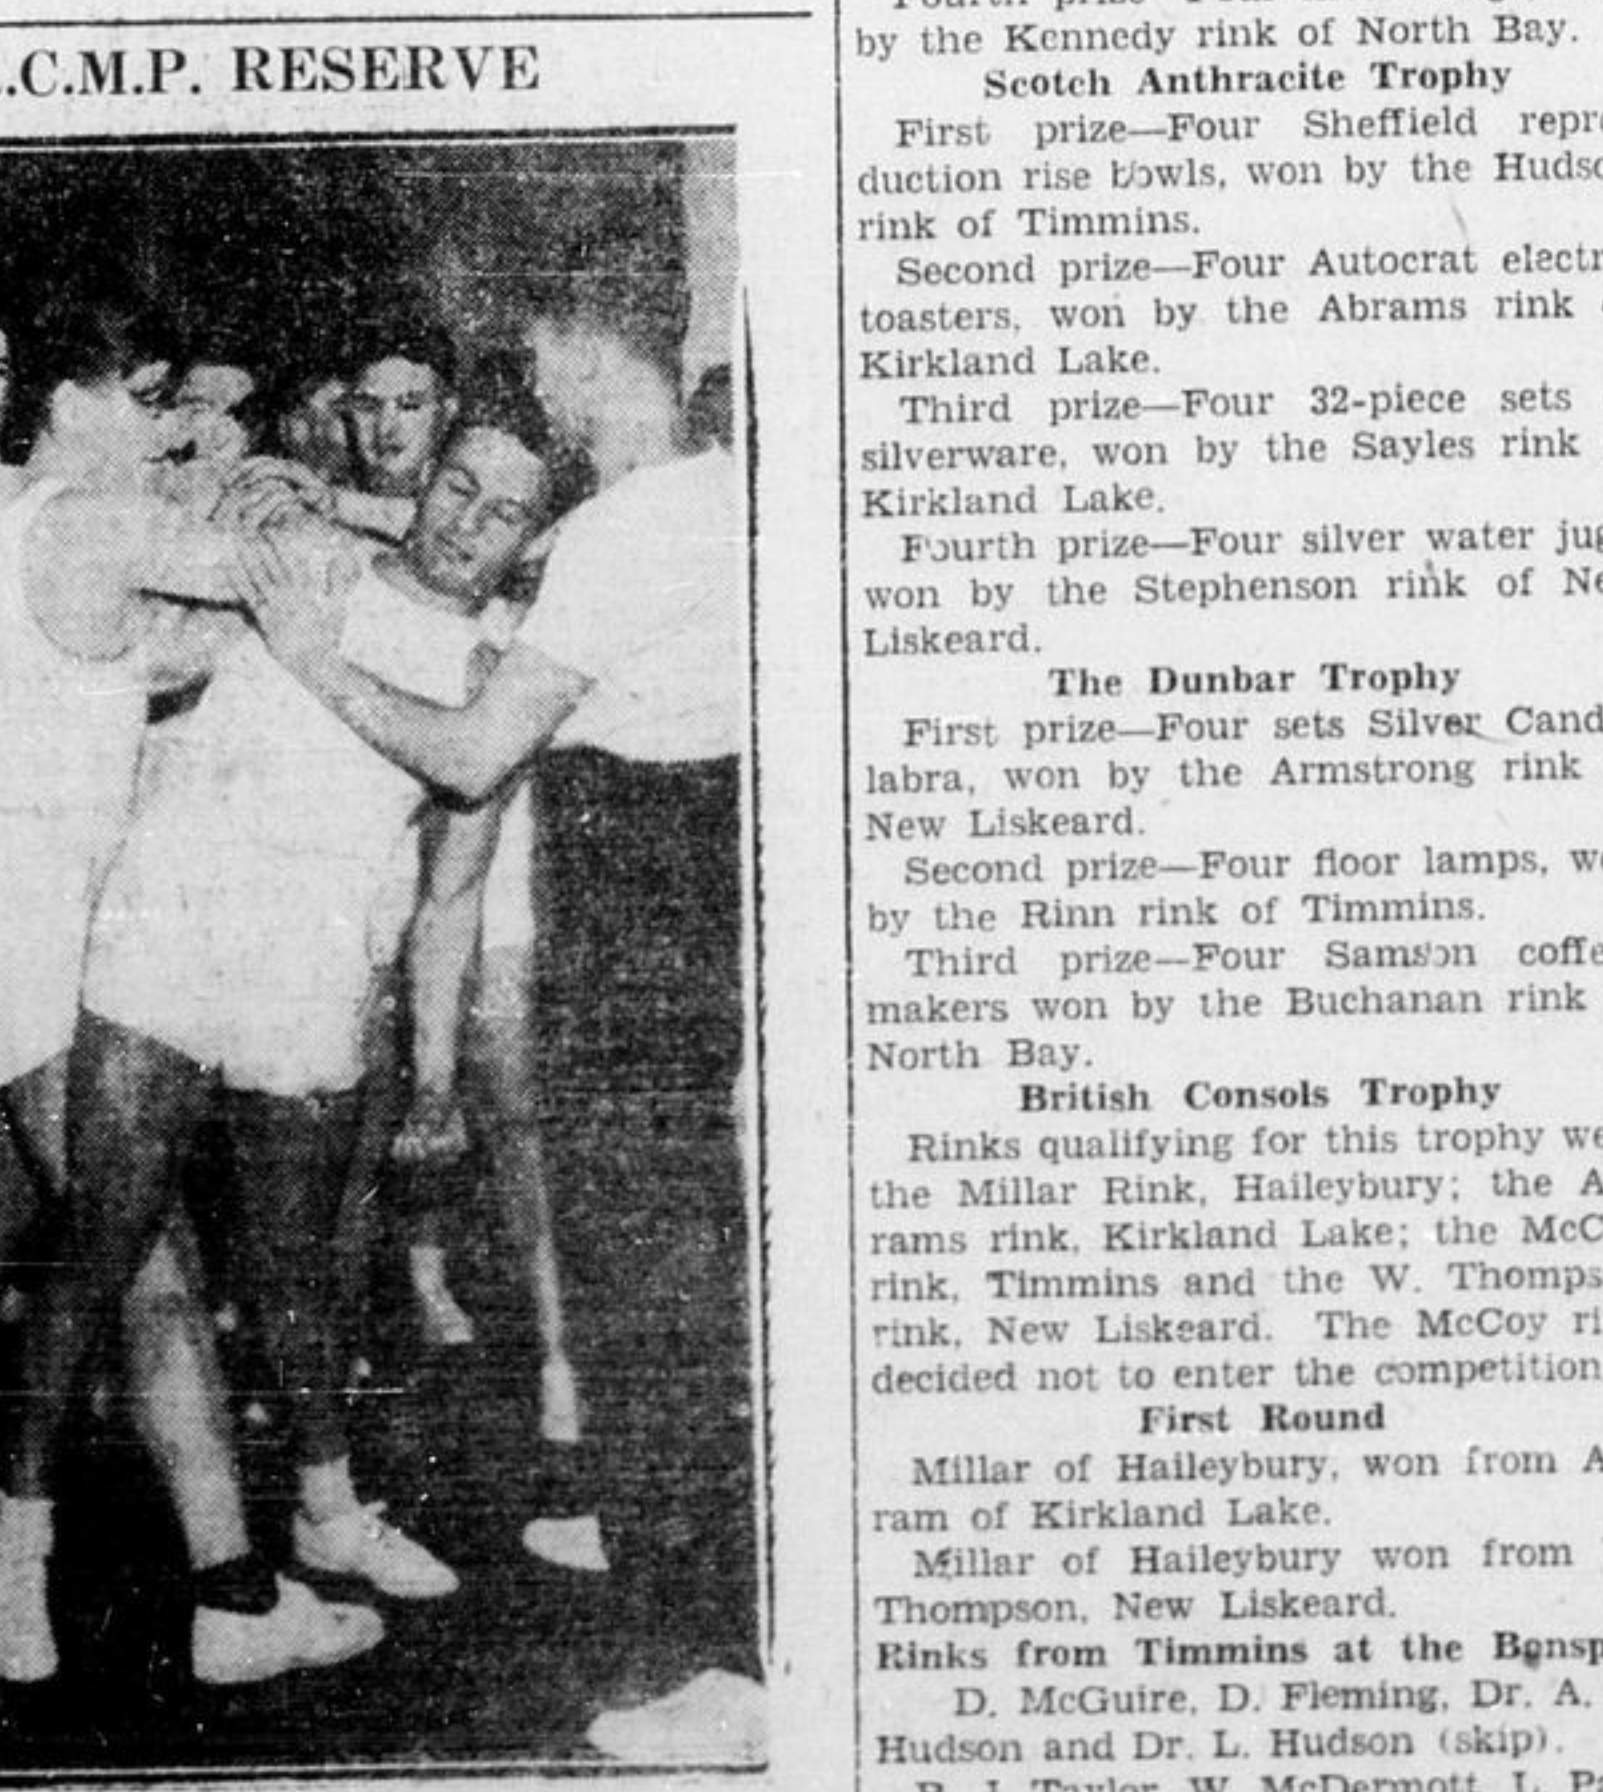 .C.M.P. RESERVE
by the Kennedy rink of North Bay.
Scotch Anthracite Trophy
First prize—Four Sheffield repro
duction rise bowls, won by the Hudso
rink of Timmins.
Second prize—Four Autocrat electr
toasters, won by the Abrams rink
Kirkland Lake.
Third prize—Four 32-piece sets
silverware, won by the Sayles rink
Kirkland Lake.
Fourth prize—Four silver water jug
won by the Stephenson rink of Ne
Liskeard.
The Dunbar Trophy
First prize—Four sets Silver Cand
labra, won by the Armstrong rink
New Liskeard.
Second prize—Four floor lamps, wo
by the Rinn rink of Timmins.
Third prize—Four Samson coffe
makers won by the Buchanan rink
North Bay.
British Consols Trophy
Rinks qualifying for this trophy we
the Millar Rink, Haileybury; the A
rams rink, Kirkland Lake; the McC
rink, Timmins and the W. Thomps
rink, New Liskeard. The McCoy ri
decided not to enter the competition
First Round
Millar of Haileybury, won from A
ram of Kirkland Lake.
Millar of Haileybury won from
Thompson, New Liskeard.
Rinks from Timmins at the Bonsp
D. McGuire, D. Fleming, Dr. A.
Hudson and Dr. L. Hudson (skip).